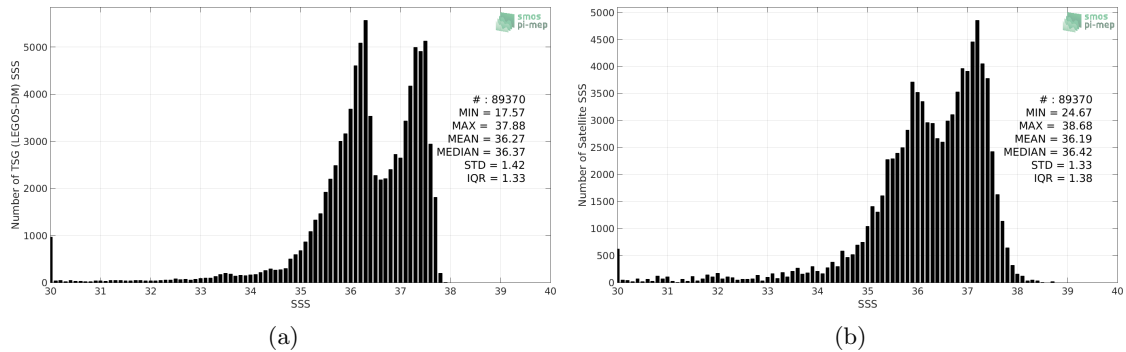 smos
pi-mep
Number of TSG (LEGOS-DM) SSS
5000
4000
3000
2000
1000
0
# : 89370
MIN = 17.57
MAX = 37.88
MEAN = 36.27
MEDIAN = 36.37
STD = 1.42
IQR = 1.33
30 31 32 33 34 35 36 37 38 39 40
SSS
(a)
smos
pi-mep
Number of Satellite SSS
5000
4500
4000
3500
3000
2500
2000
1500
1000
500
0
# : 89370
MIN = 24.67
MAX = 38.68
MEAN = 36.19
MEDIAN = 36.42
STD = 1.33
IQR = 1.38
30 31 32 33 34 35 36 37 38 39 40
SSS
(b)